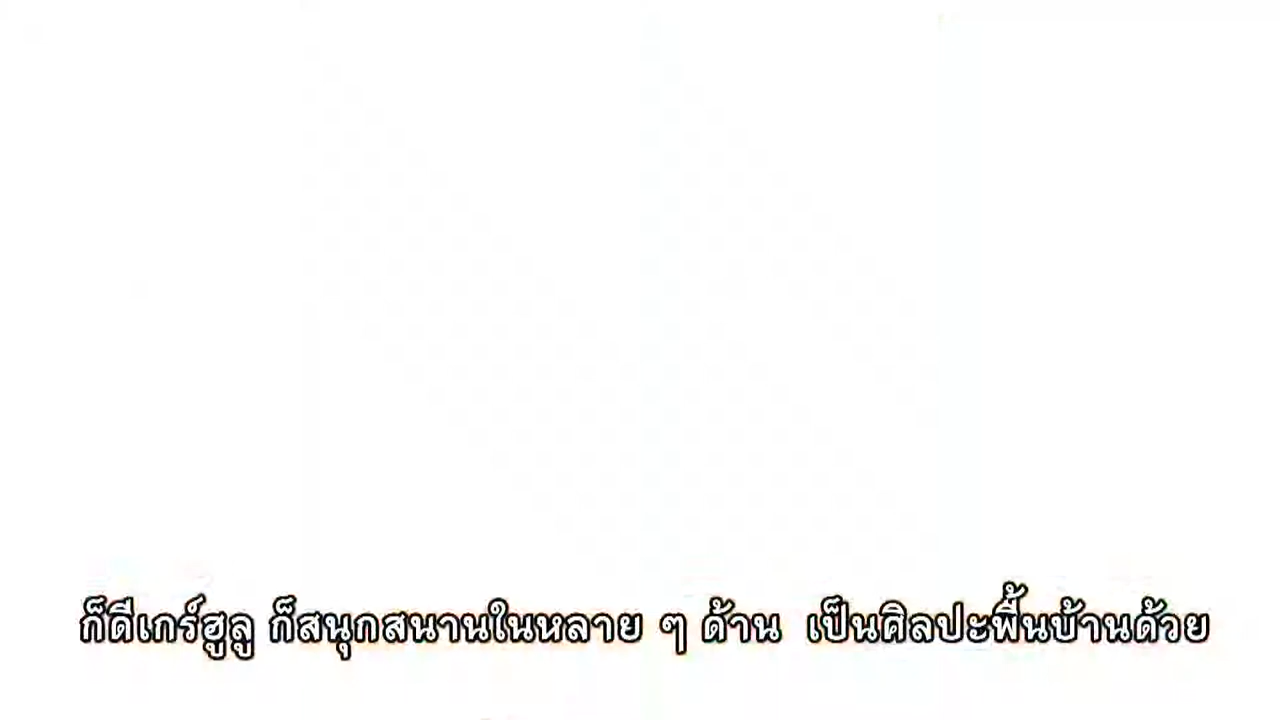 ก็ดีเกร์ฮูลู ก็สนุกสนานในหลาย ๆ ด้าน เป็นศิลปะพื้นบ้านด้วย